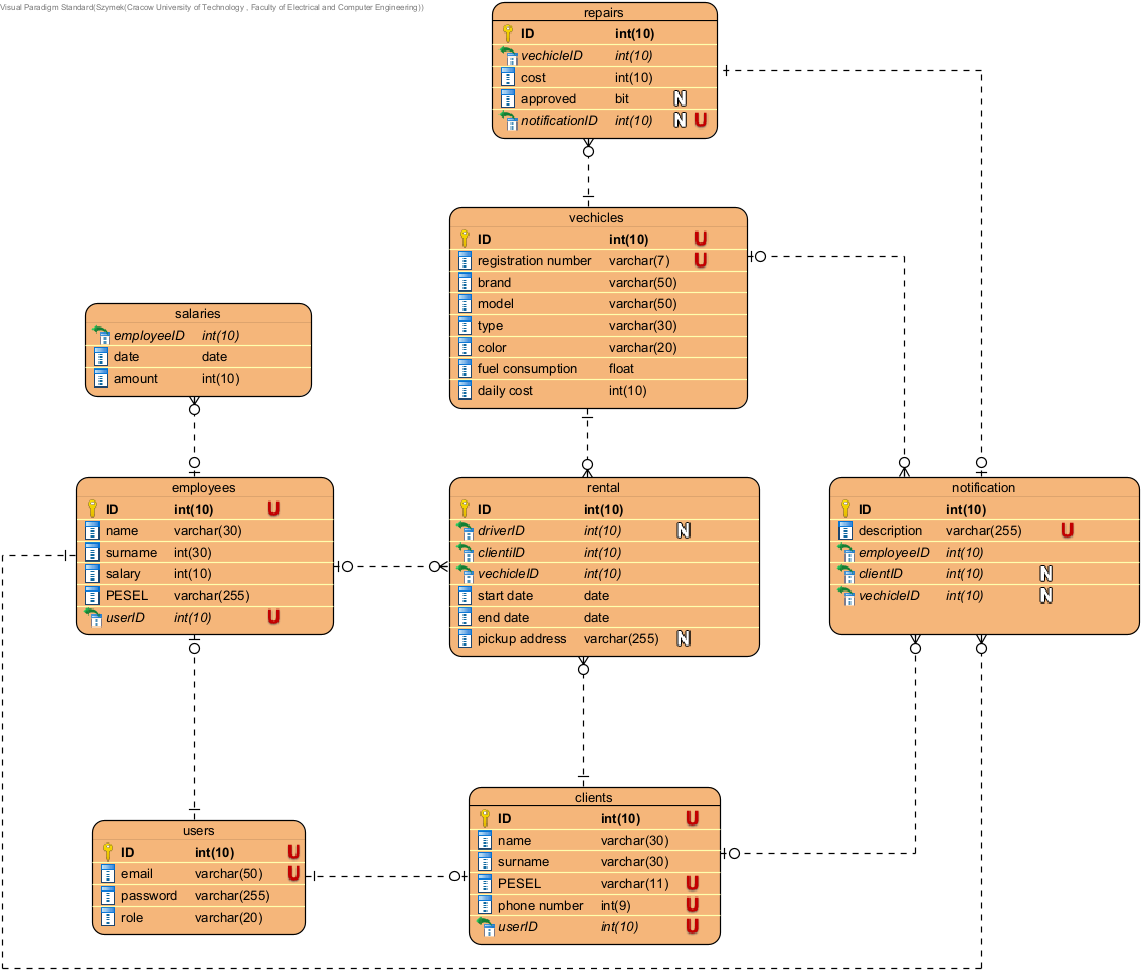 Visual Paradigm Standard(Szymek(Cracow University of Technology , Faculty of Electrical and Computer Engineering))
repairs
ID int(10)
vechicleID int(10)
cost int(10)
approved bit N
notificationID int(10) N U
vechicles
ID int(10) U
registration number varchar(7) U
brand varchar(50)
model varchar(50)
type varchar(30)
color varchar(20)
fuel consumption float
daily cost int(10)
salaries
employeeID int(10)
date date
amount int(10)
employees
ID int(10) U
name varchar(30)
surname int(30)
salary int(10)
PESEL varchar(255)
userID int(10) U
rental
ID int(10)
driverID int(10) N
clientiID int(10)
vechicleID int(10)
start date date
end date date
pickup address varchar(255) N
notification
ID int(10)
description varchar(255) U
employeeID int(10)
clientID int(10) N
vechicleID int(10) N
users
ID int(10) U
email varchar(50) U
password varchar(255)
role varchar(20)
clients
ID int(10) U
name varchar(30)
surname varchar(30)
PESEL varchar(11) U
phone number int(9) U
userID int(10) U